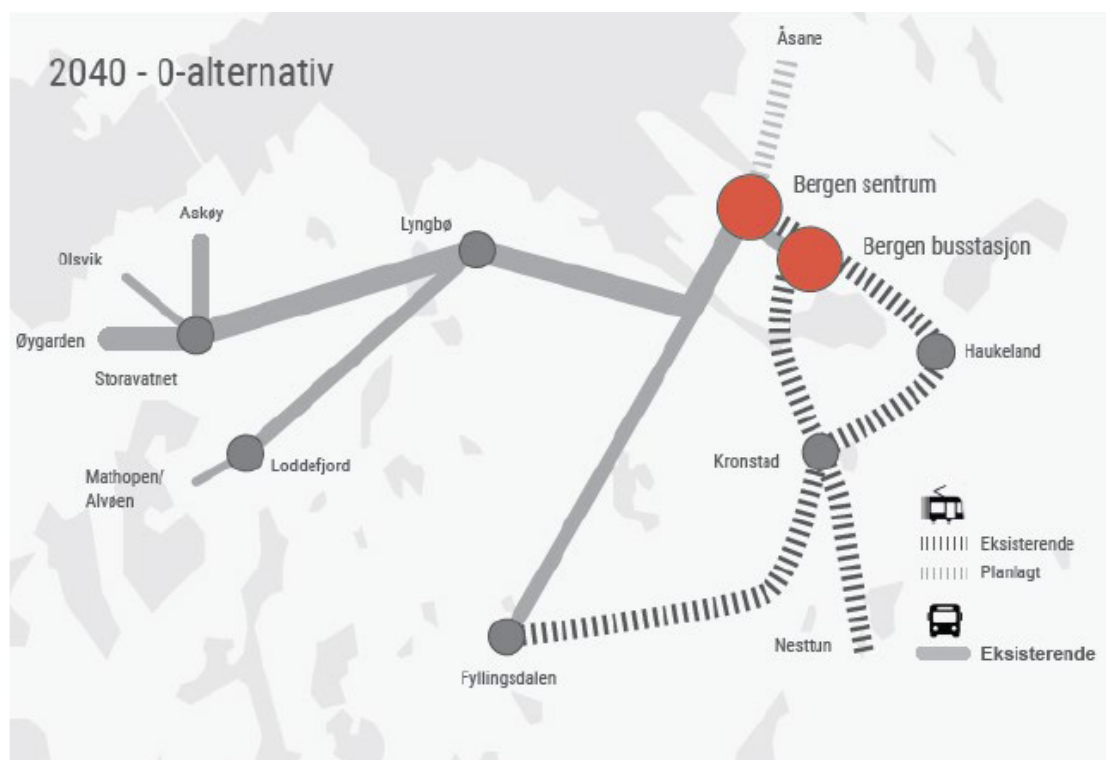 2040 - 0-alternativ
Åsane
Bergen sentrum
Askøy
Lyngbø
Bergen busstasjon
Olsvik
Øygarden
Storavatnet
Haukeland
Mathopen/
Alvøen
Loddefjord
Kronstad
Eksisterende
Planlagt
Nesttun
Eksisterende
Fyllingsdalen